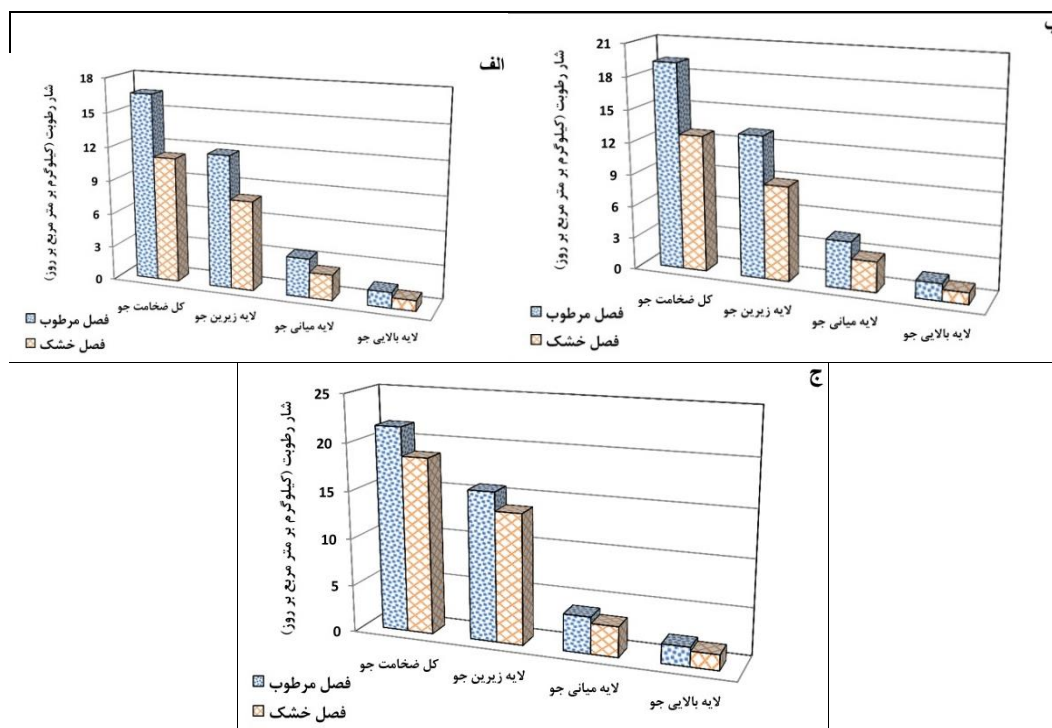 الف
شار رطوبت (کیلوگرم بر متر مربع بر روز)
18
15
12
9
6
3
0
کل ضخامت جو
لایه زیرین جو
لایه میانی جو
لایه بالایی جو
فصل مرطوب
فصل خشک
ب
شار رطوبت (کیلوگرم بر متر مربع بر روز)
21
18
15
12
9
6
3
0
کل ضخامت جو
لایه زیرین جو
لایه میانی جو
لایه بالایی جو
فصل مرطوب
فصل خشک
ج
شار رطوبت (کیلوگرم بر متر مربع بر روز)
25
20
15
10
5
0
کل ضخامت جو
لایه زیرین جو
لایه میانی جو
لایه بالایی جو
فصل مرطوب
فصل خشک